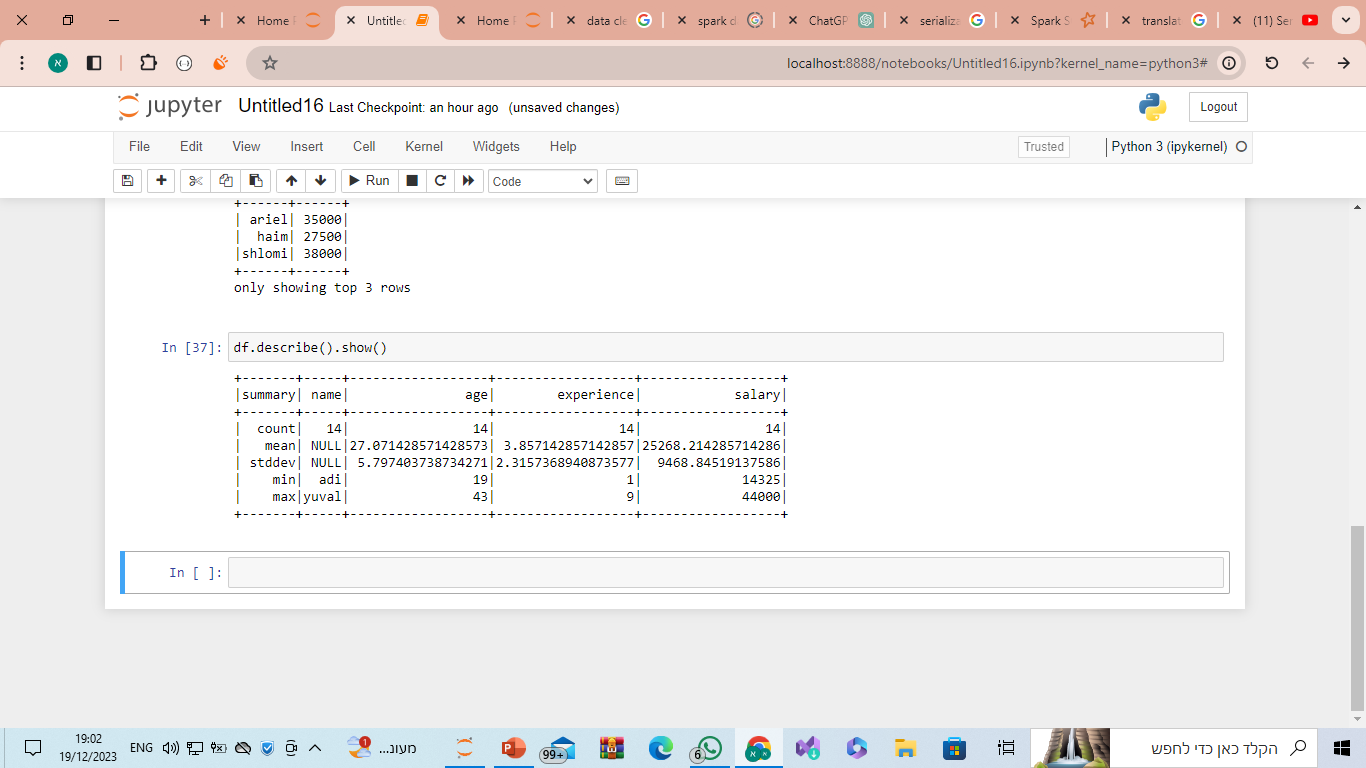 Home
Untitled
Home
data cle
spark d
ChatGP
serializa
Spark S
translat
(11) Ser
א
localhost:8888/notebooks/Untitled16.ipynb?kernel_name=python3#
jupyter Untitled16 Last Checkpoint: an hour ago (unsaved changes)
Logout
File Edit View Insert Cell Kernel Widgets Help Trusted Python 3 (ipykernel)
Run Code
+------+------+
| ariel| 35000|
|  haim| 27500|
|shlomi| 38000|
+------+------+
only showing top 3 rows
In [37]: df.describe().show()
+-------+-----+------------------+------------------+------------------+
|summary| name|               age|        experience|            salary|
+-------+-----+------------------+------------------+------------------+
|  count|   14|                14|                14|                14|
|   mean| NULL|27.071428571428573| 3.857142857142857|25268.214285714286|
| stddev| NULL| 5.797403738734271|2.3157368940873577|  9468.84519137586|
|    min|  adi|                19|                 1|             14325|
|    max|yuval|                43|                 9|             44000|
+-------+-----+------------------+------------------+------------------+
In [ ]:
19:02
19/12/2023
ENG
1
מעונ...
99+
6
הקלד כאן כדי לחפש